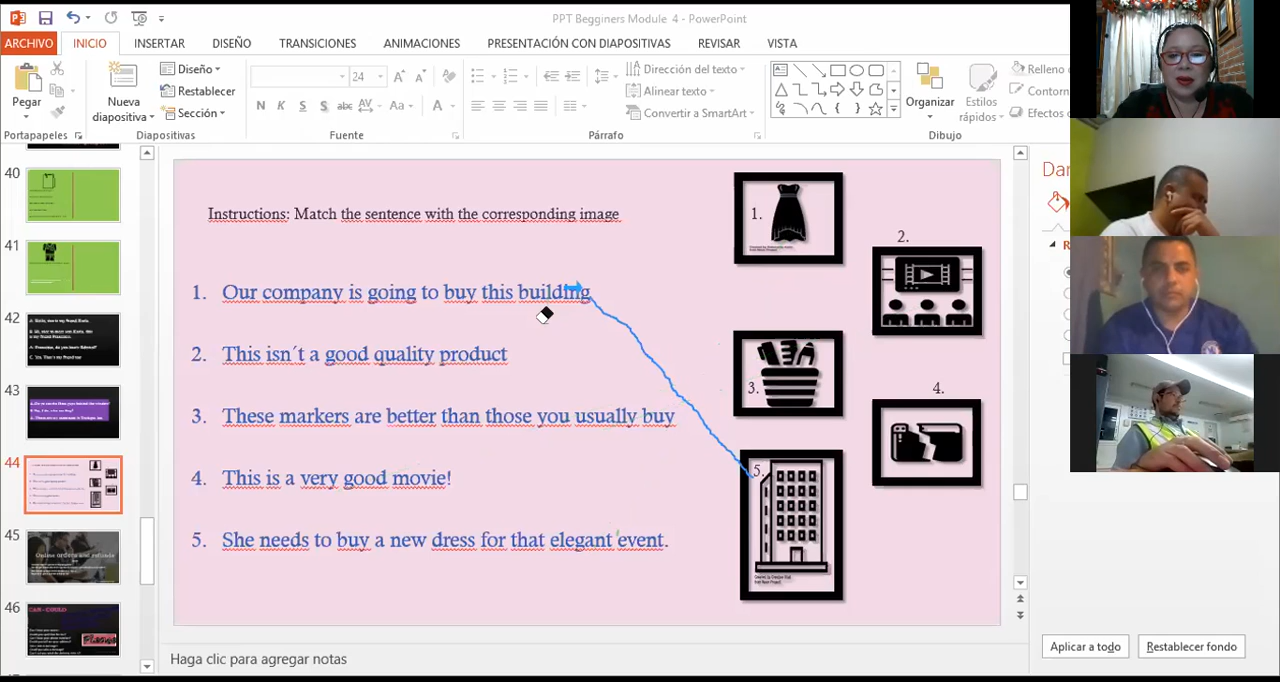 PPT Begginers Module 4 - PowerPoint
ARCHIVO INICIO INSERTAR DISEÑO TRANSICIONES ANIMACIONES PRESENTACIÓN CON DIAPOSITIVAS REVISAR VISTA
Pegar
Portapapeles
Nueva
diapositiva
Diseño
Restablecer
Sección
Diapositivas
24
N K S S abc AV Aa A
Fuente
Dirección del texto
Alinear texto
Convertir a SmartArt
Párrafo
Organizar
Estilos
rápidos
Relleno
Contorn
Efectos
Dibujo
40
41
42
43
44
45
46
Instructions: Match the sentence with the corresponding image
1. Our company is going to buy this building
2. This isn´t a good quality product
3. These markers are better than those you usually buy
4. This is a very good movie!
5. She needs to buy a new dress for that elegant event.
1.
2.
3.
4.
5.
Haga clic para agregar notas
Aplicar a todo
Restablecer fondo